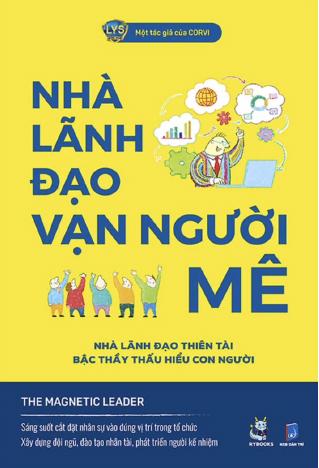 LYS
Một tác giả của CORVI
NHÀ
LÃNH
ĐẠO
VẠN NGƯỜI
MÊ
NHÀ LÃNH ĐẠO THIÊN TÀI
BẬC THẦY THẤU HIỂU CON NGƯỜI
THE MAGNETIC LEADER
Sáng suốt cắt đặt nhân sự vào đúng vị trí trong tổ chức
Xây dựng đội ngũ, đào tạo nhân tài, phát triển người kế nhiệm
RYBOOKS
NXB DÂN TRÍ